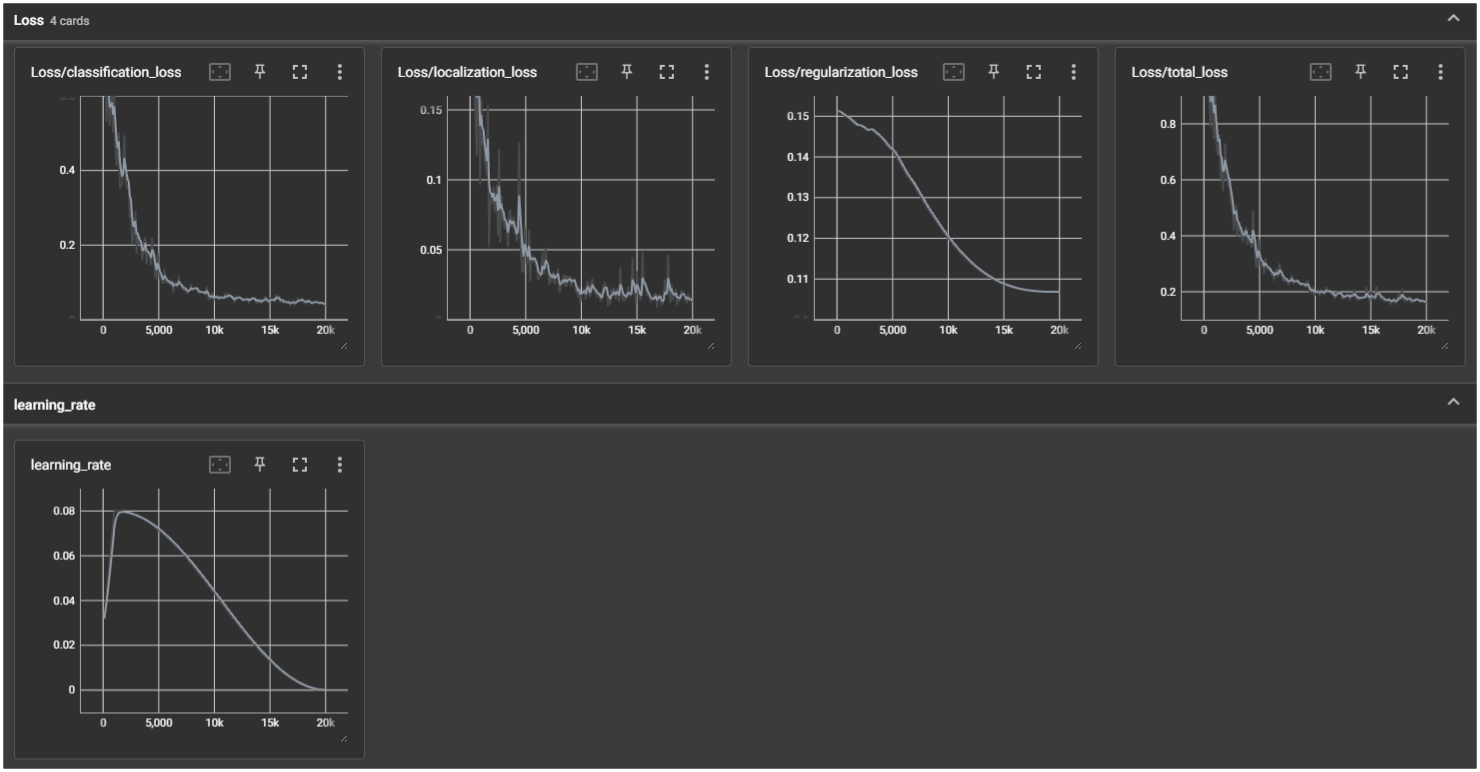 Loss 4 cards
Loss/classification_loss
0.4
0.2
0 5,000 10k 15k 20k
Loss/localization_loss
0.15
0.1
0.05
0 5,000 10k 15k 20k
Loss/regularization_loss
0.15
0.14
0.13
0.12
0.11
0 5,000 10k 15k 20k
Loss/total_loss
0.8
0.6
0.4
0.2
0 5,000 10k 15k 20k
learning_rate
learning_rate
0.08
0.06
0.04
0.02
0
0 5,000 10k 15k 20k